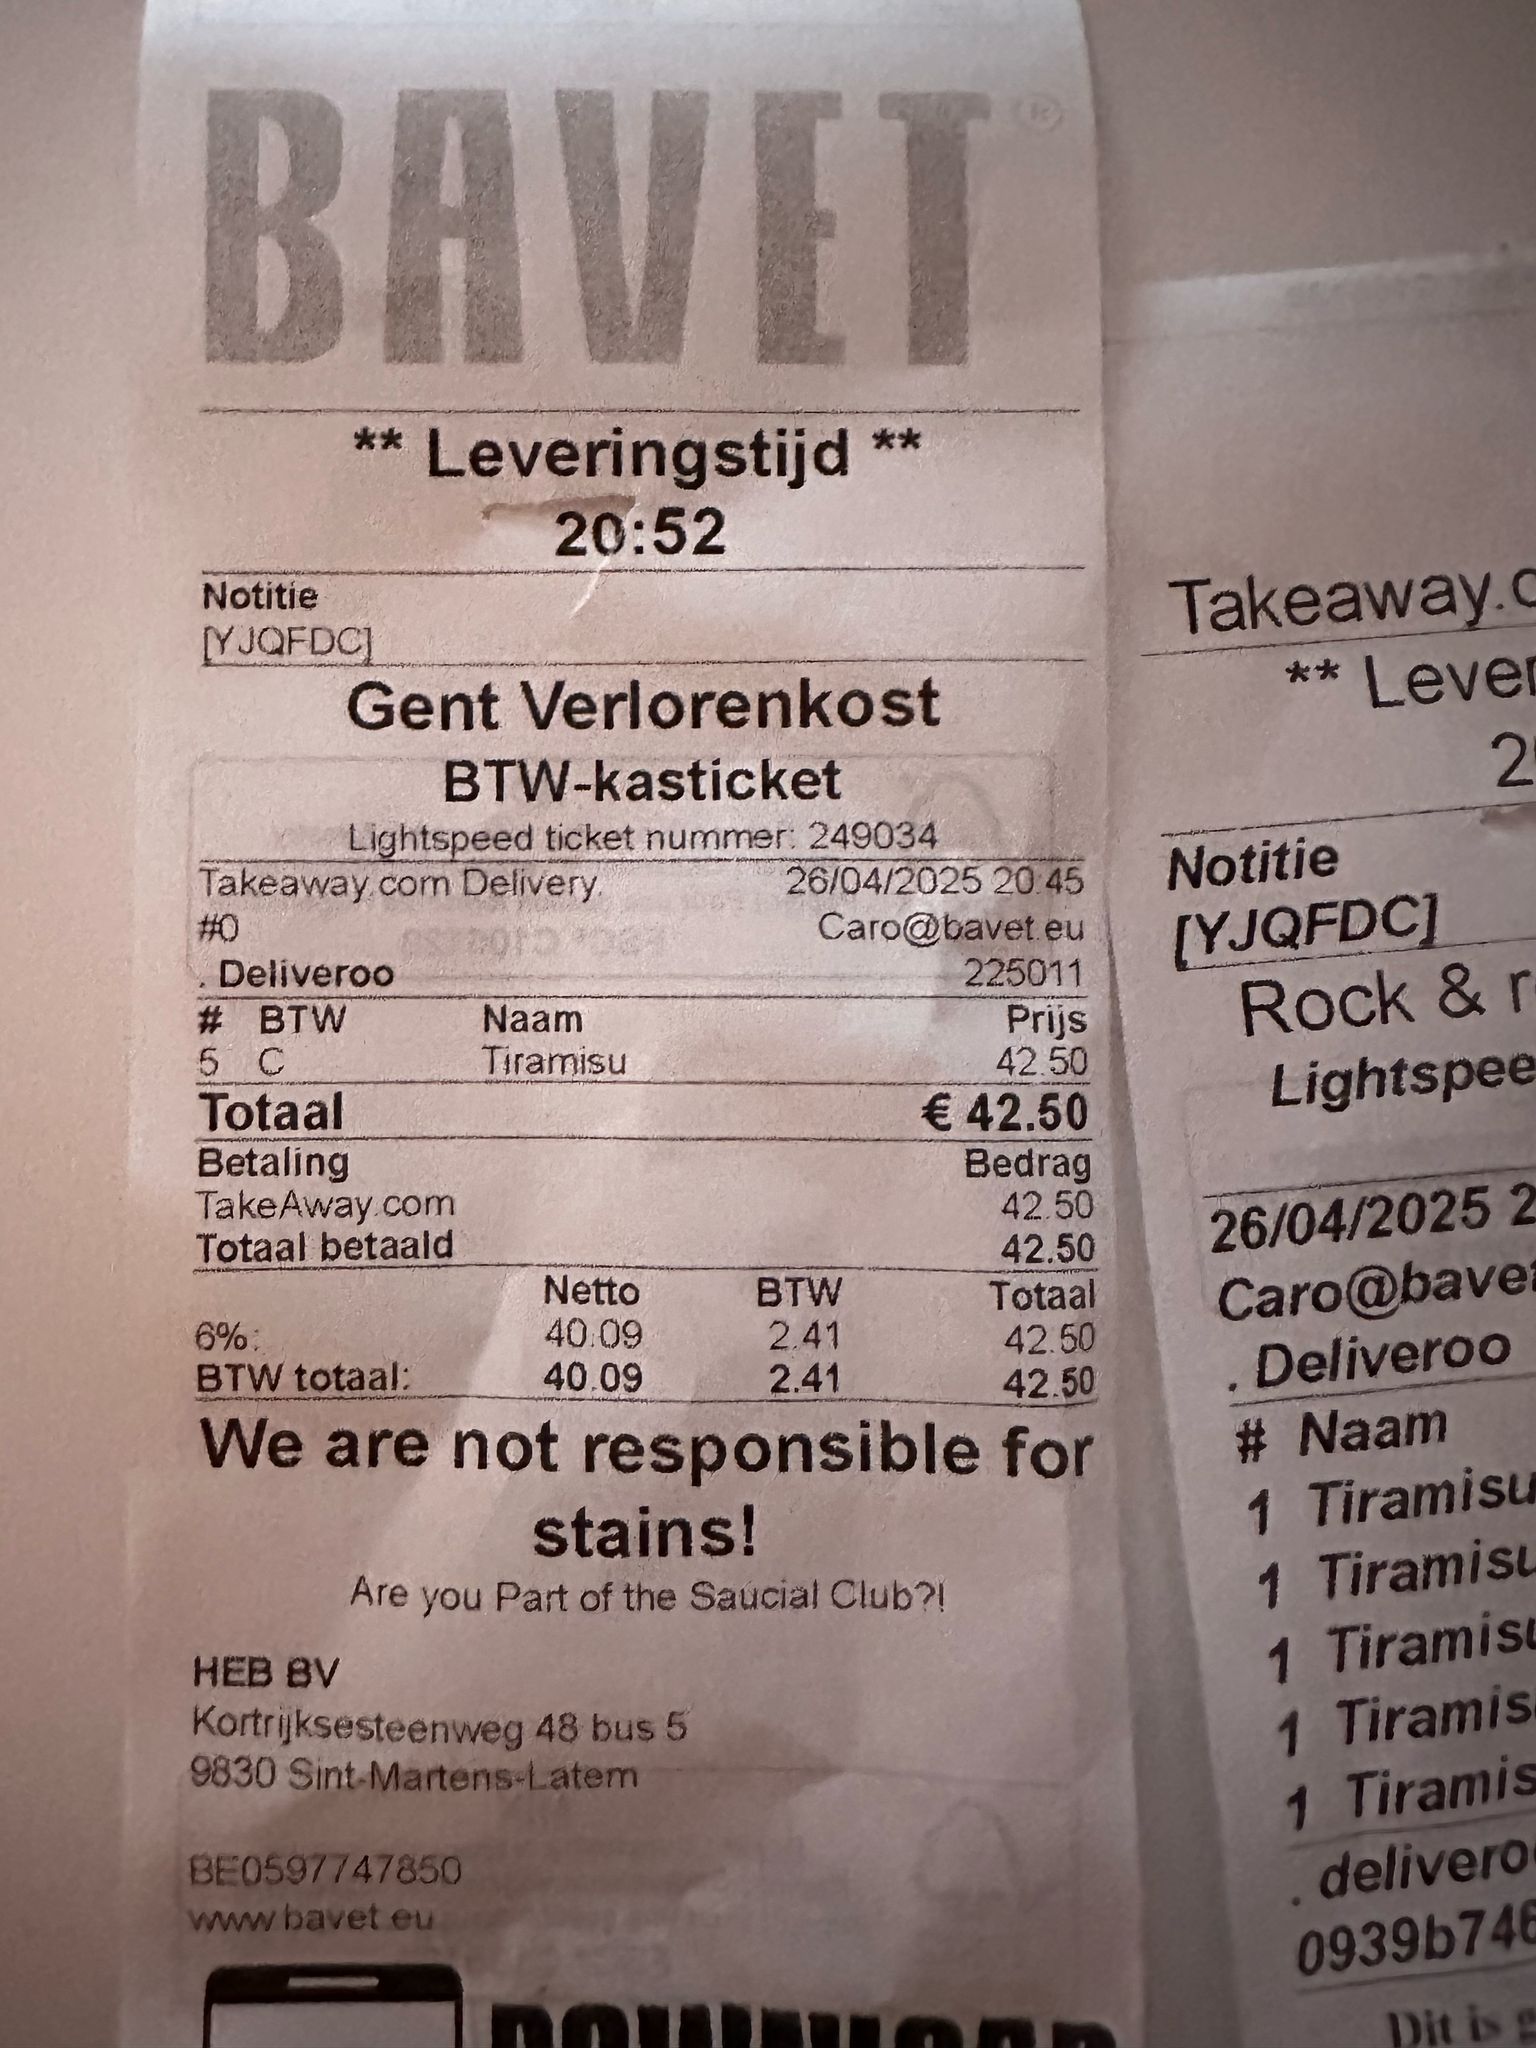 BAVET®
** Leveringstijd **
20:52
Notitie
[YJQFDC]
Gent Verlorenkost
BTW-kasticket
Lightspeed ticket nummer: 249034
Takeaway.com Delivery. 26/04/2025 20:45
#0 Caro@bavet.eu
. Deliveroo 225011
# BTW Naam Prijs
5 C Tiramisu 42.50
Totaal € 42.50
Betaling Bedrag
TakeAway.com 42.50
Totaal betaald 42.50
Netto BTW Totaal
6%: 40.09 2.41 42.50
BTW totaal: 40.09 2.41 42.50
We are not responsible for
stains!
Are you Part of the Saucial Club?!
HEB BV
Kortrijksesteenweg 48 bus 5
9830 Sint-Martens-Latem
BE0597747850
www.bavet.eu
DOWNLOAD
Takeaway.c
** Lever
2
Notitie
[YJQFDC]
Rock & r
Lightspee
26/04/2025 2
Caro@bavet
. Deliveroo
# Naam
1 Tiramisu
1 Tiramisu
1 Tiramisu
1 Tiramis
1 Tiramis
. deliveroo
0939b746
Dit is g